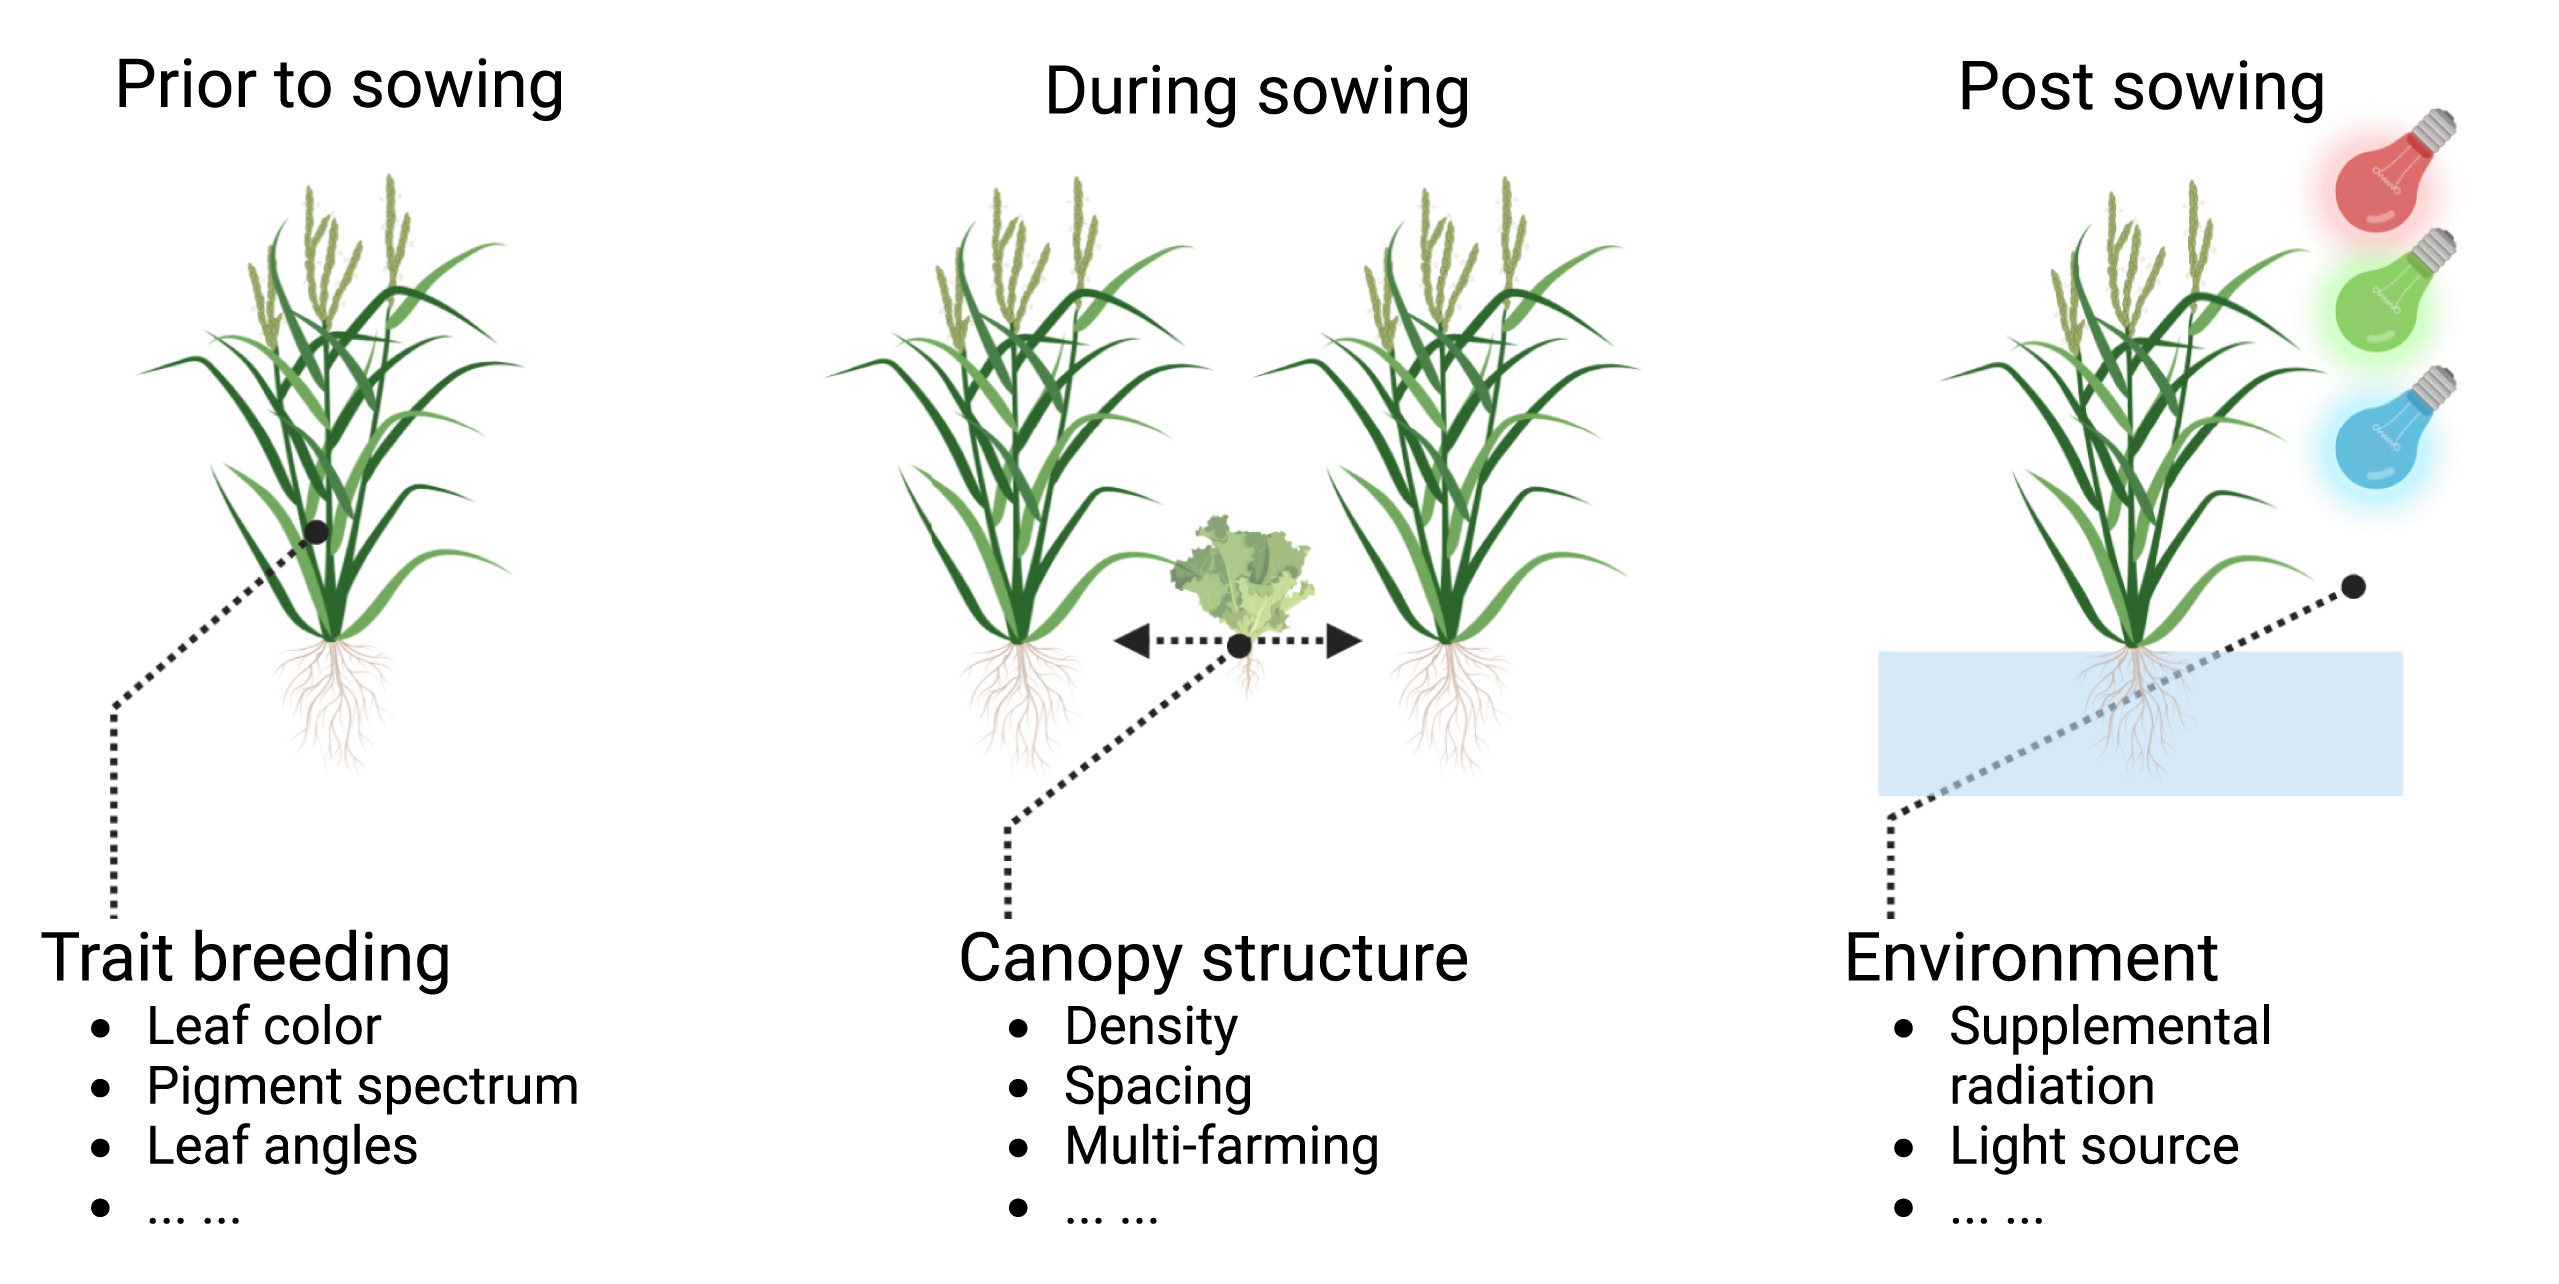 Prior to sowing
During sowing
Post sowing
Trait breeding
• Leaf color
• Pigment spectrum
• Leaf angles
• ... ...
Canopy structure
• Density
• Spacing
• Multi-farming
• ... ...
Environment
• Supplemental
radiation
• Light source
• ... ...